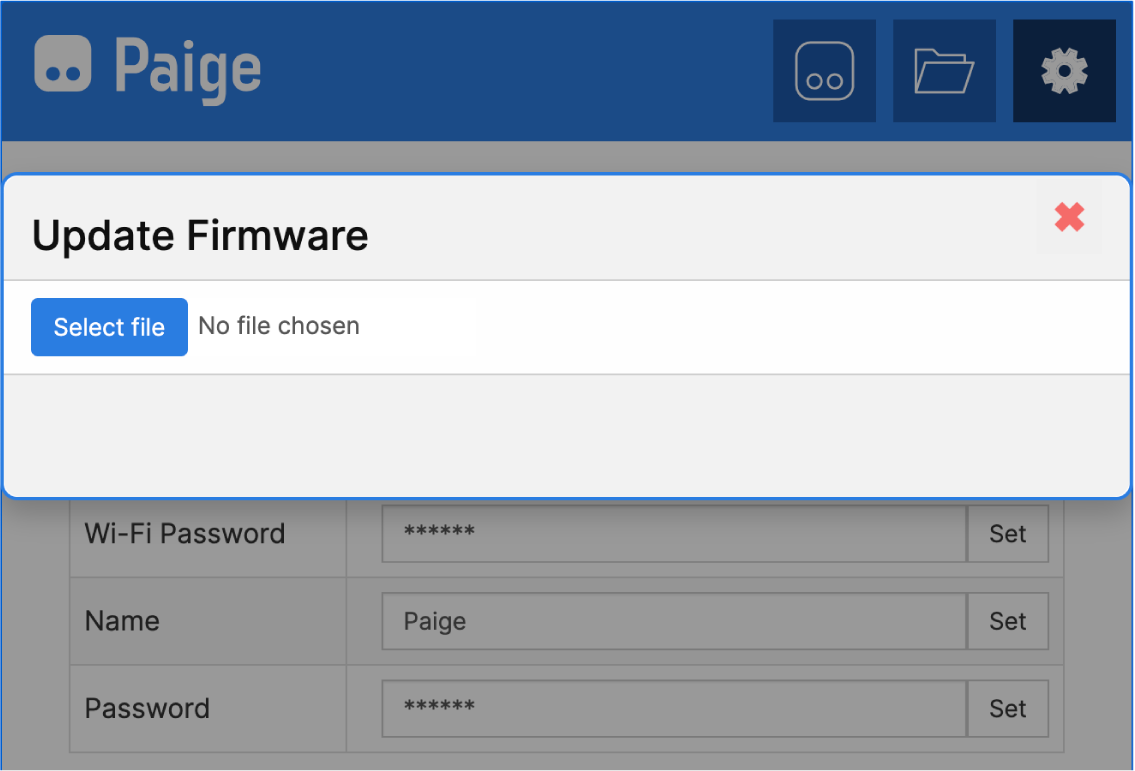 Paige
Update Firmware
Select file No file chosen
Wi-Fi Password ****** Set
Name Paige Set
Password ****** Set